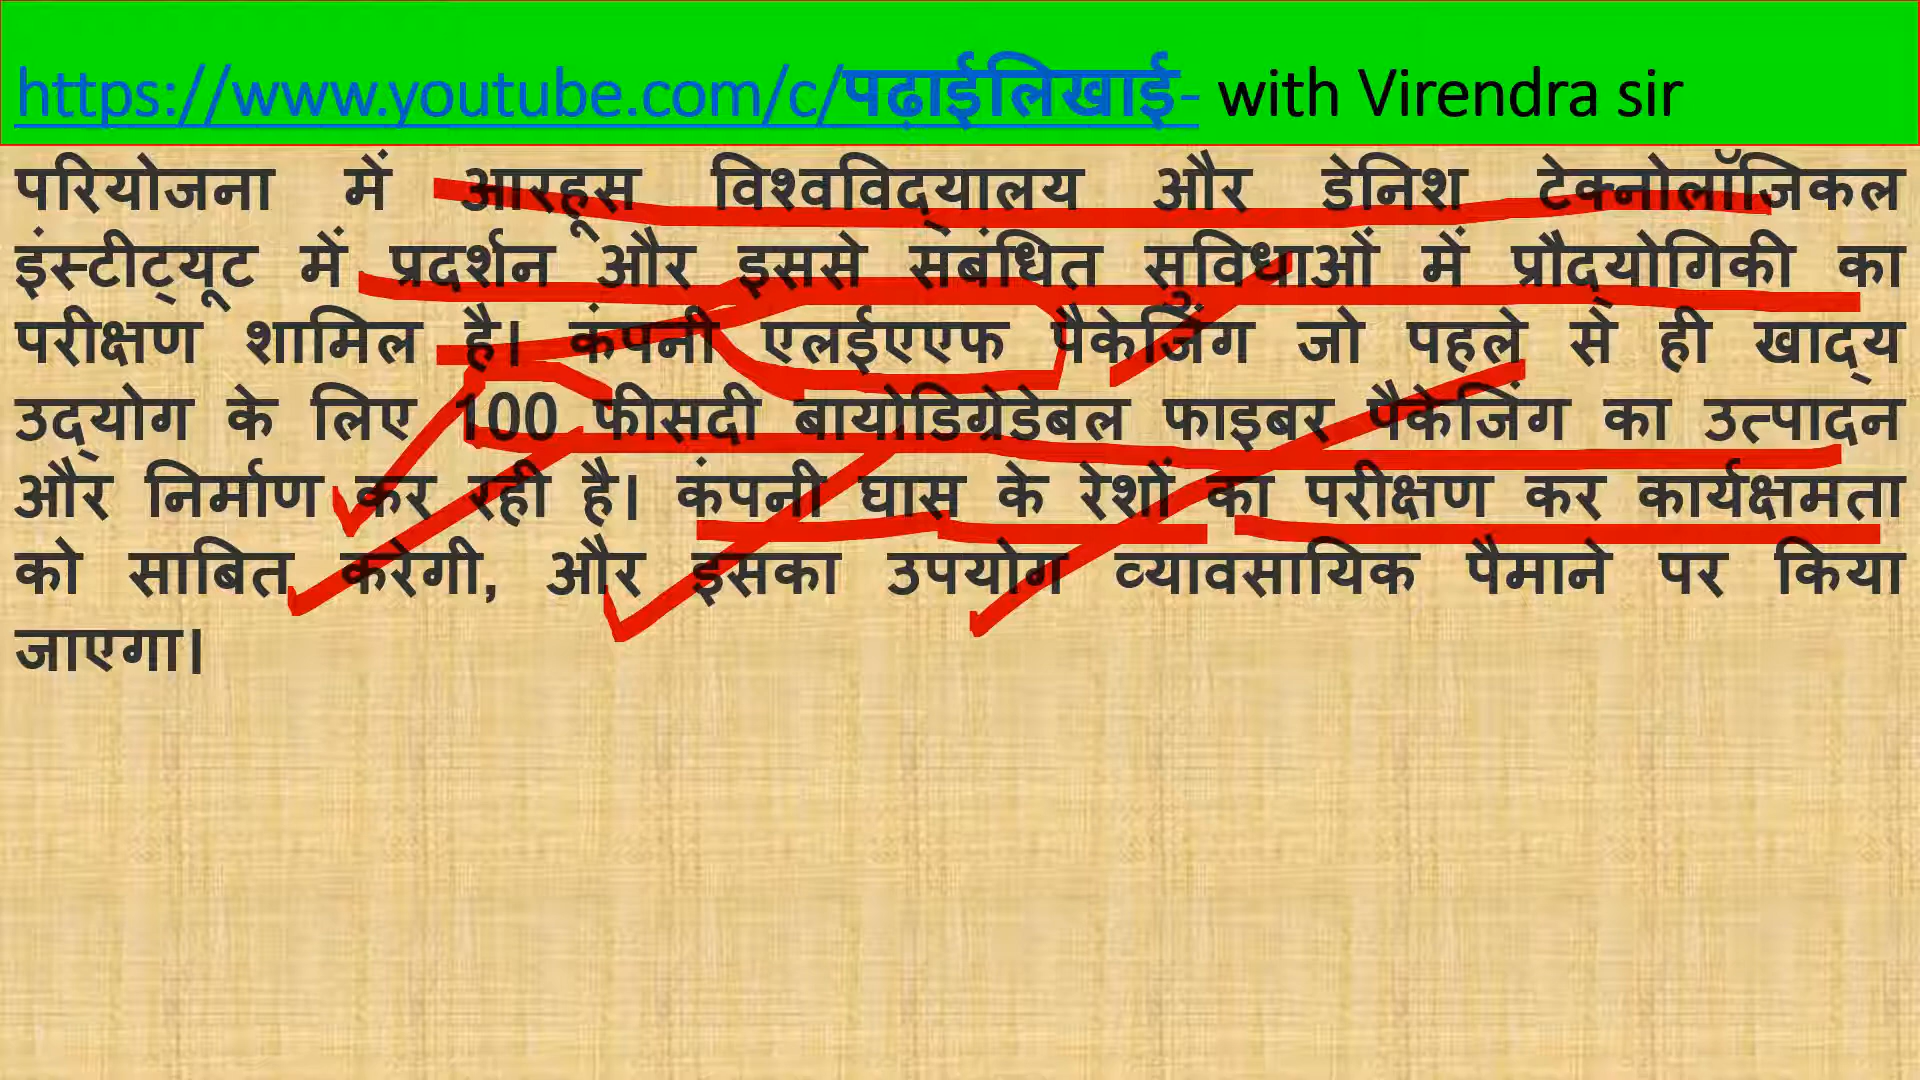 https://www.youtube.com/c/पढ़ाईलिखाई- with Virendra sir
परियोजना में आरहूस विश्वविद्यालय और डेनिश टेक्नोलॉजिकल
इंस्टीट्यूट में प्रदर्शन और इससे संबंधित सुविधाओं में प्रौद्योगिकी का
परीक्षण शामिल है। कंपनी एलईएएफ पैकेजिंग जो पहले से ही खाद्य
उद्योग के लिए 100 फीसदी बायोडिग्रेडेबल फाइबर पैकेजिंग का उत्पादन
और निर्माण कर रही है। कंपनी घास के रेशों का परीक्षण कर कार्यक्षमता
को साबित करेगी, और इसका उपयोग व्यावसायिक पैमाने पर किया
जाएगा।